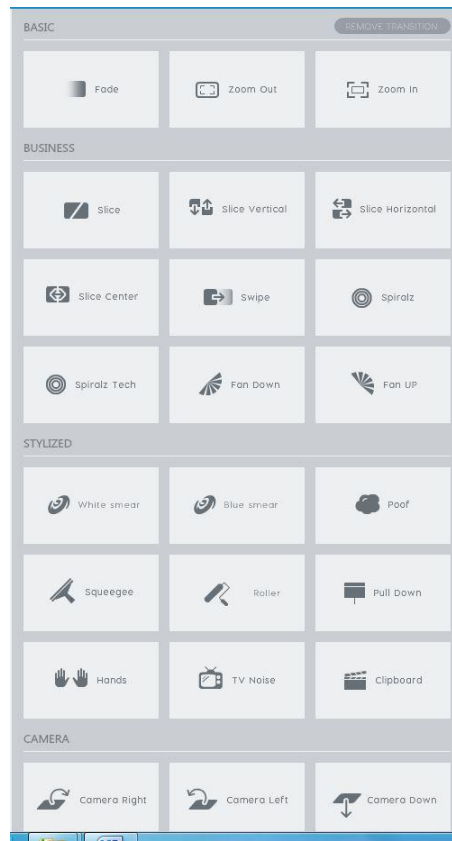 BASIC
REMOVE TRANSITION
Fade
Zoom Out
Zoom In
BUSINESS
Slice
Slice Vertical
Slice Horizontal
Slice Center
Swipe
Spiralz
Spiralz Tech
Fan Down
Fan UP
STYLIZED
White smear
Blue smear
Poof
Squeegee
Roller
Pull Down
Hands
TV Noise
Clipboard
CAMERA
Camera Right
Camera Left
Camera Down